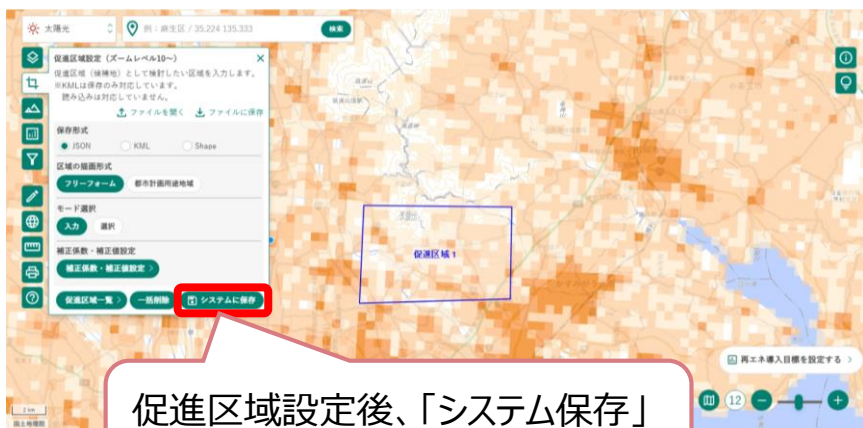 太陽光
例：麻生区 / 35.224 135.333
検索
促進区域設定（ズームレベル10～）
促進区域（候補地）として検討したい区域を入力します。
※KMLは保存のみ対応しています。
読み込みは対応していません。
ファイルを開く ファイルに保存
保存形式
JSON KML Shape
区域の描画形式
フリーフォーム 都市計画用途地域
モード選択
入力 選択
補正係数・補正値設定
補正係数・補正値設定 >
促進区域一覧 > 一括削除 システムに保存
促進区域 1
再エネ導入目標を設定する >
12
2 km
国土地理院
促進区域設定後、「システム保存」